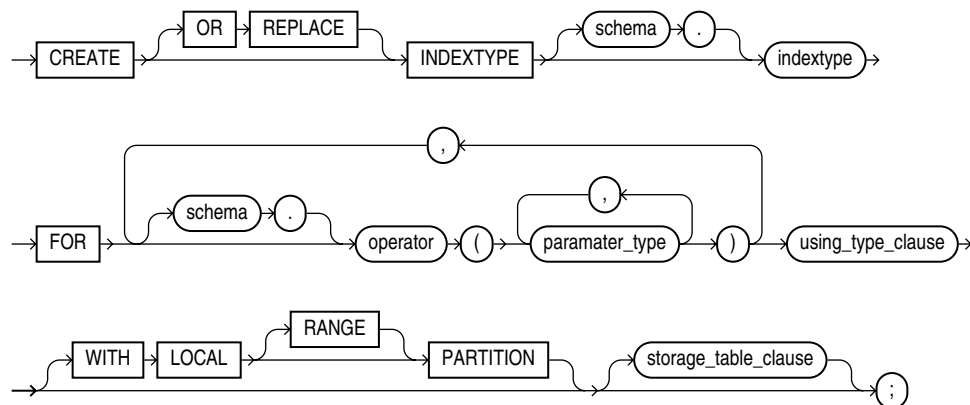 CREATE OR REPLACE INDEXTYPE schema . indextype
FOR schema . operator ( paramater_type , ) , using_type_clause
WITH LOCAL RANGE PARTITION storage_table_clause ;